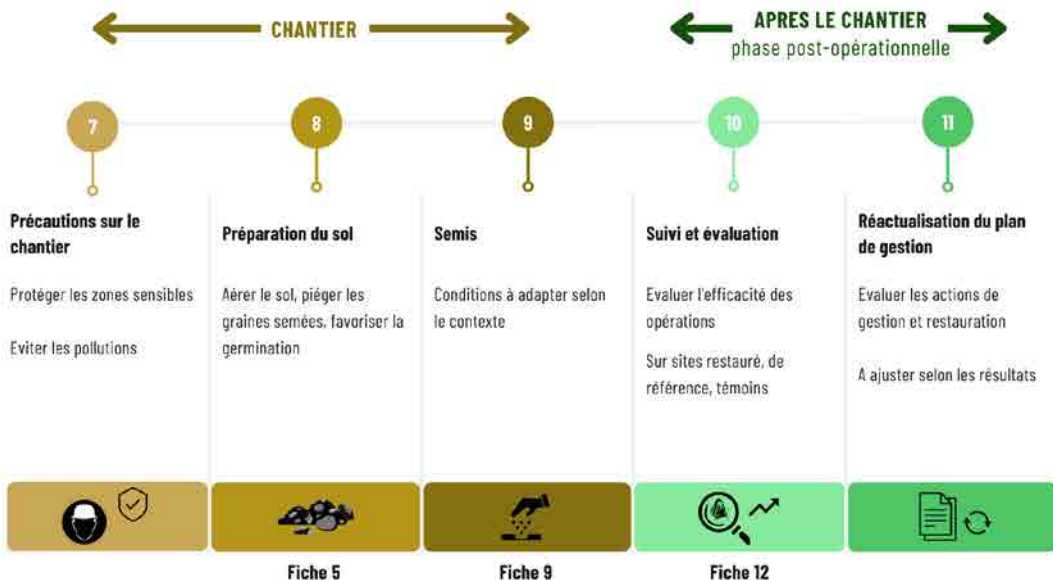 CHANTIER
APRES LE CHANTIER
phase post-opérationnelle
7
8
9
10
11
Précautions sur le
chantier
Protéger les zones sensibles
Eviter les pollutions
Préparation du sol
Aérer le sol, piéger les
graines semées, favoriser la
germination
Semis
Conditions à adapter selon
le contexte
Suivi et évaluation
Evaluer l'efficacité des
opérations
Sur sites restauré, de
référence, témoins
Réactualisation du plan
de gestion
Evaluer les actions de
gestion et restauration
A ajuster selon les résultats
Fiche 5
Fiche 9
Fiche 12